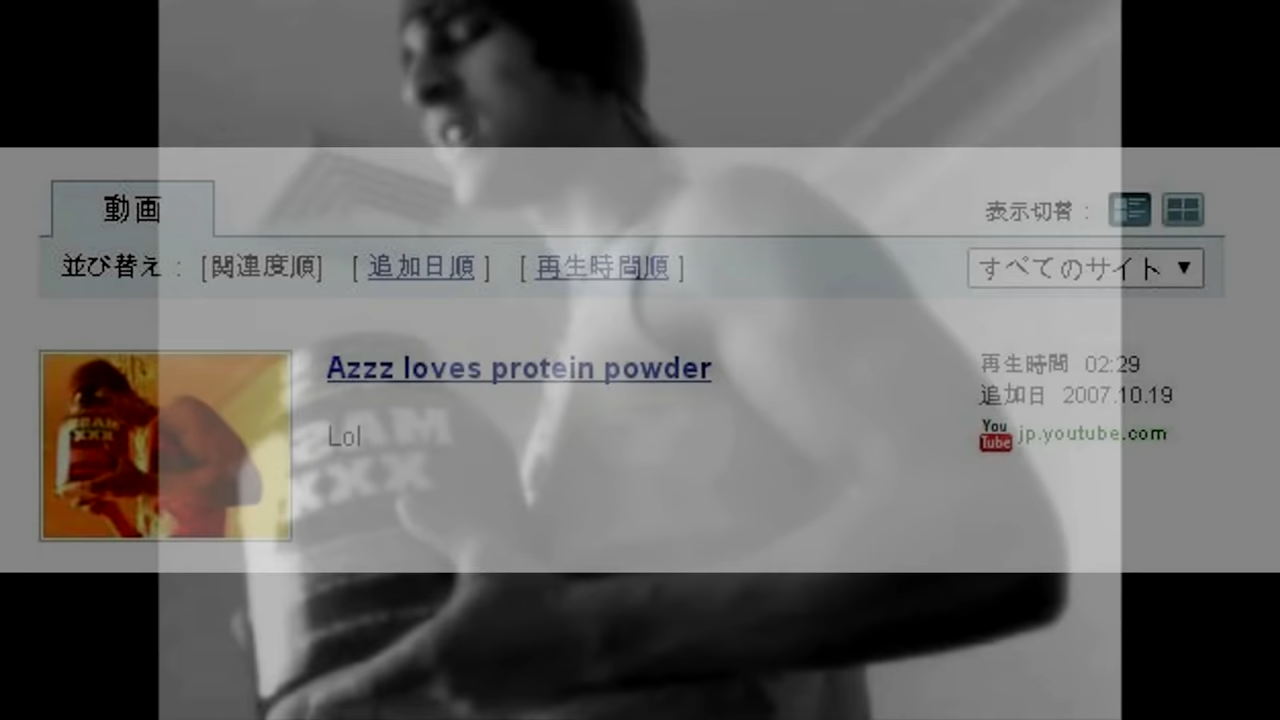 動画
表示切替 :
並び替え : [関連度順] [ 追加日順 ] [ 再生時間順 ]
すべてのサイト ▼
Azzz loves protein powder
再生時間 02:29
追加日 2007.10.19
Lol
You Tube jp.youtube.com
XXX
XXX